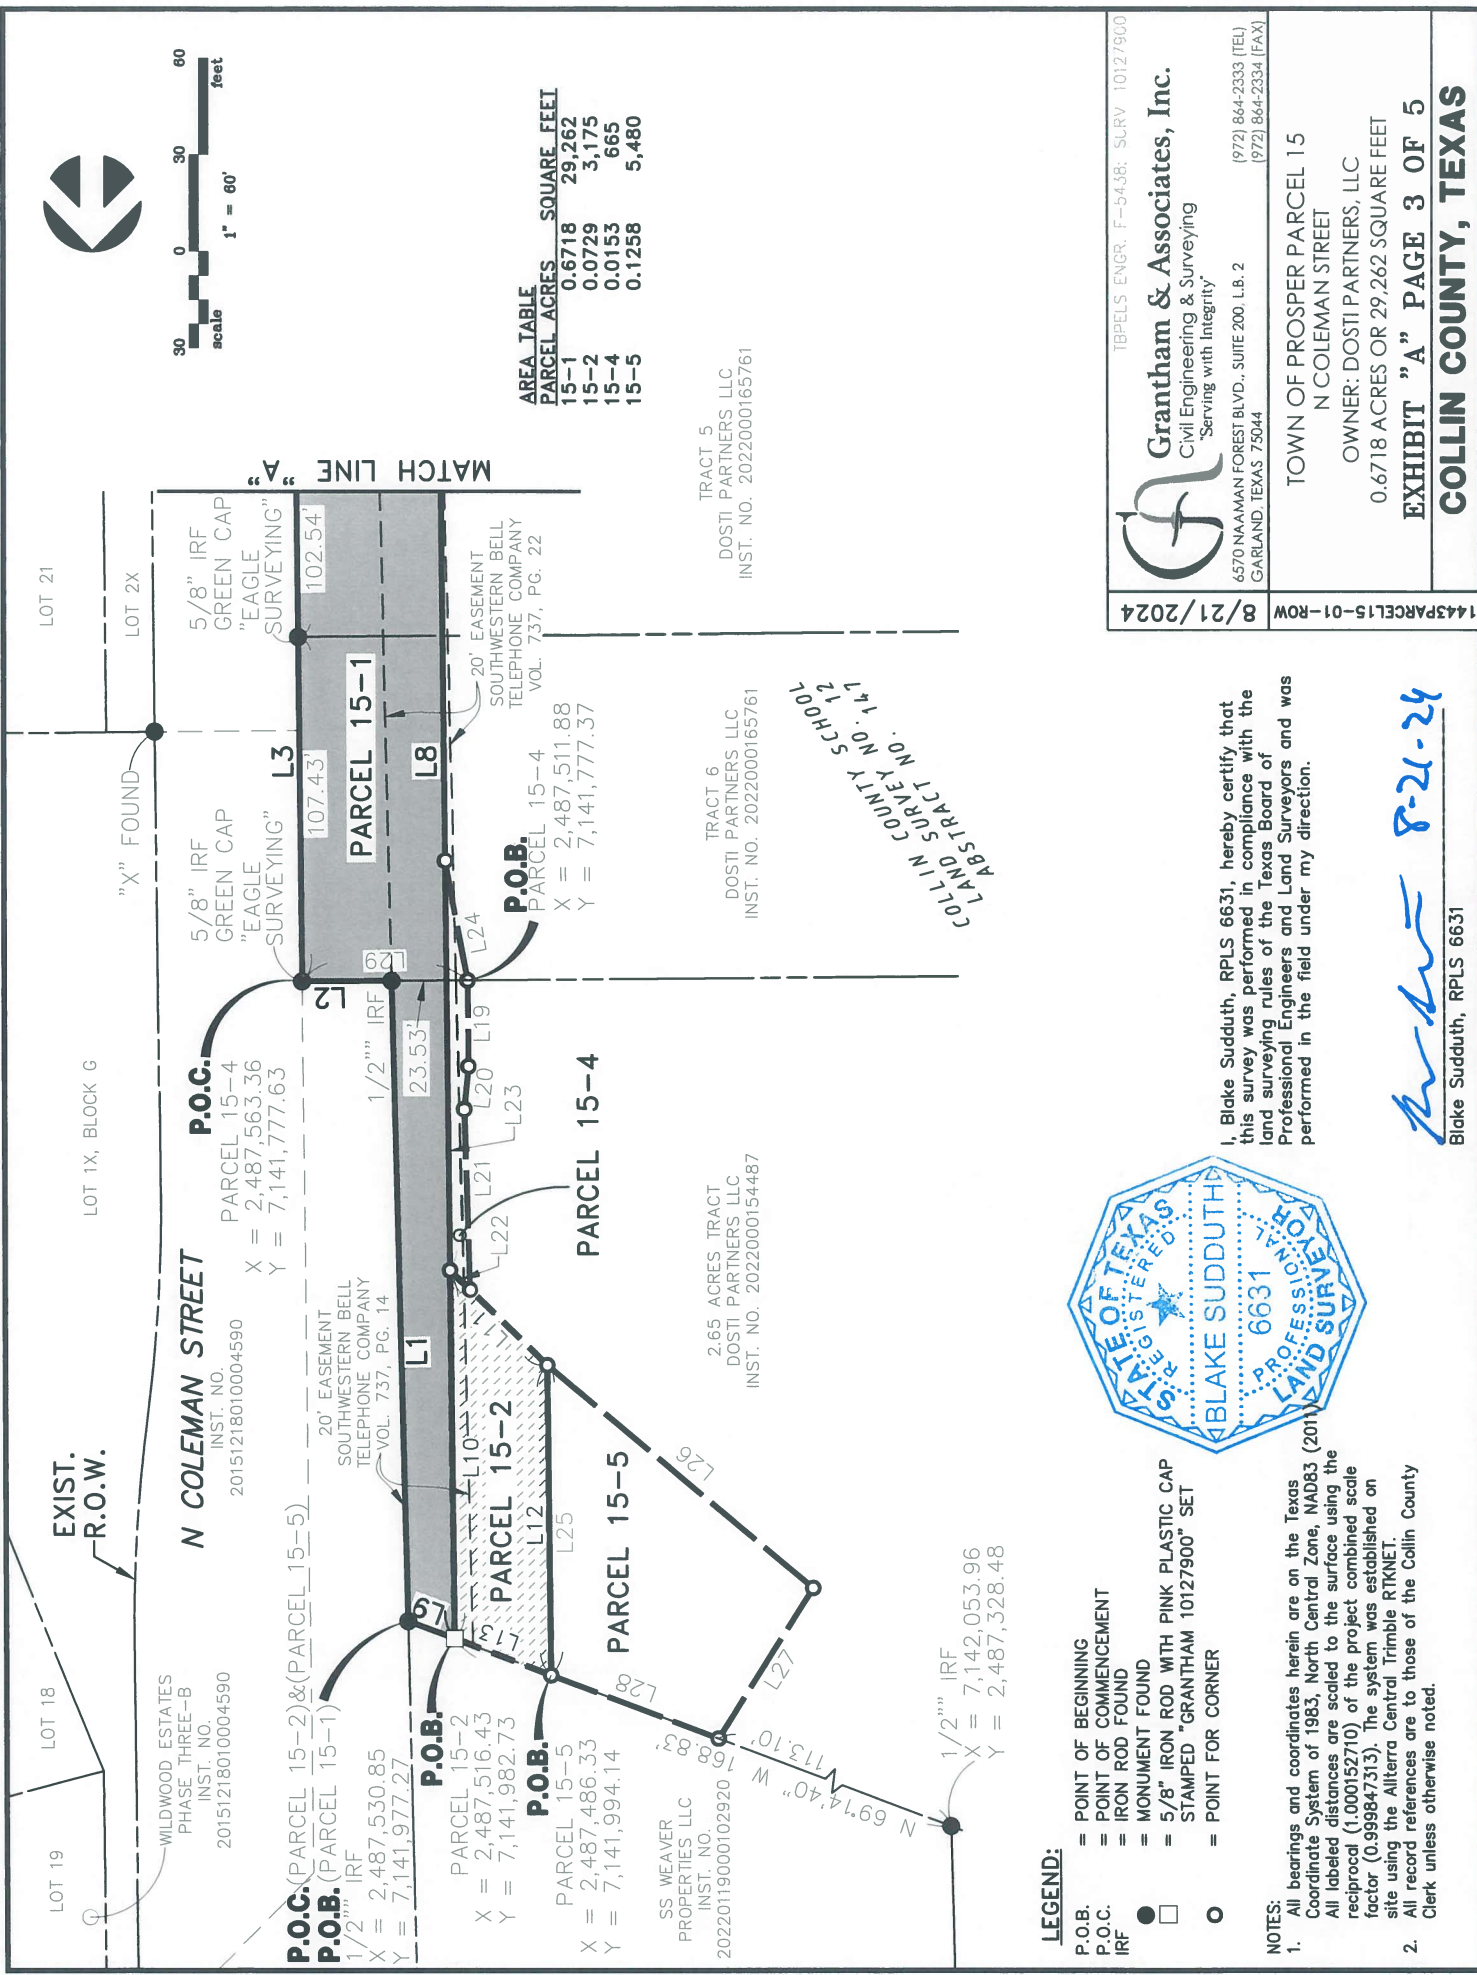 LOT 19
LOT 18
LOT 1X, BLOCK G
LOT 2X
LOT 21
WILDWOOD ESTATES
PHASE THREE-B
INST. NO.
20151218010004590
EXIST.
R.O.W.
N COLEMAN STREET
INST. NO.
20151218010004590
"X" FOUND
5/8" IRF
GREEN CAP
"EAGLE
SURVEYING"
5/8" IRF
GREEN CAP
"EAGLE
SURVEYING"
30 0 30 60
scale 1" = 60' feet
P.O.C. (PARCEL 15-2)&(PARCEL 15-5)
P.O.B. (PARCEL 15-1)
1/2"" IRF
X = 2,487,530.85
Y = 7,141,977.27
P.O.C.
PARCEL 15-4
X = 2,487,563.36
Y = 7,141,777.63
20' EASEMENT
SOUTHWESTERN BELL
TELEPHONE COMPANY
VOL. 737, PG. 14
1/2"" IRF
L1
L2
L3
107.43'
102.54'
L29
23.53'
PARCEL 15-1
L8
MATCH LINE "A"
20' EASEMENT
SOUTHWESTERN BELL
TELEPHONE COMPANY
VOL. 737, PG. 22
P.O.B.
PARCEL 15-4
X = 2,487,511.88
Y = 7,141,777.37
P.O.B.
PARCEL 15-2
X = 2,487,516.43
Y = 7,141,982.73
P.O.B.
PARCEL 15-5
X = 2,487,486.33
Y = 7,141,994.14
L9
L13
L10
PARCEL 15-2
L12
L25
L22
L21
L23
L20
L19
L24
PARCEL 15-4
PARCEL 15-5
L26
L27
L28
168.83'
N 69°14'40" W
113.10'
SS WEAVER
PROPERTIES LLC
INST. NO.
20220119000102920
1/2"" IRF
X = 7,142,053.96
Y = 2,487,328.48
2.65 ACRES TRACT
DOSTI PARTNERS LLC
INST. NO. 2022000154487
TRACT 6
DOSTI PARTNERS LLC
INST. NO. 2022000165761
TRACT 5
DOSTI PARTNERS LLC
INST. NO. 2022000165761
COLLIN COUNTY SCHOOL
LAND SURVEY NO. 12
ABSTRACT NO. 147
AREA TABLE
PARCEL ACRES SQUARE FEET
15-1 0.6718 29,262
15-2 0.0729 3,175
15-4 0.0153 665
15-5 0.1258 5,480
LEGEND:
P.O.B. = POINT OF BEGINNING
P.O.C. = POINT OF COMMENCEMENT
IRF = IRON ROD FOUND
= MONUMENT FOUND
= 5/8" IRON ROD WITH PINK PLASTIC CAP
STAMPED "GRANTHAM 10127900" SET
= POINT FOR CORNER
NOTES:
1. All bearings and coordinates herein are on the Texas
Coordinate System of 1983, North Central Zone, NAD83 (2011)
All labeled distances are scaled to the surface using the
reciprocal (1.000152710) of the project combined scale
factor (0.999847313). The system was established on
site using the Allterra Central Trimble RTKNET.
2. All record references are to those of the Collin County
Clerk unless otherwise noted.
STATE OF TEXAS
REGISTERED
BLAKE SUDDUTH
6631
PROFESSIONAL
LAND SURVEYOR
I, Blake Sudduth, RPLS 6631, hereby certify that
this survey was performed in compliance with the
land surveying rules of the Texas Board of
Professional Engineers and Land Surveyors and was
performed in the field under my direction.
8-21-24
Blake Sudduth, RPLS 6631
TBPELS ENGR. F-5438: SURV 10127900
Grantham & Associates, Inc.
Civil Engineering & Surveying
"Serving with Integrity"
6570 NAAMAN FOREST BLVD., SUITE 200, L.B. 2 (972) 864-2333 (TEL)
GARLAND, TEXAS 75044 (972) 864-2334 (FAX)
8/21/2024
1443PARCEL15-01-ROW
TOWN OF PROSPER PARCEL 15
N COLEMAN STREET
OWNER: DOSTI PARTNERS, LLC
0.6718 ACRES OR 29,262 SQUARE FEET
EXHIBIT "A" PAGE 3 OF 5
COLLIN COUNTY, TEXAS